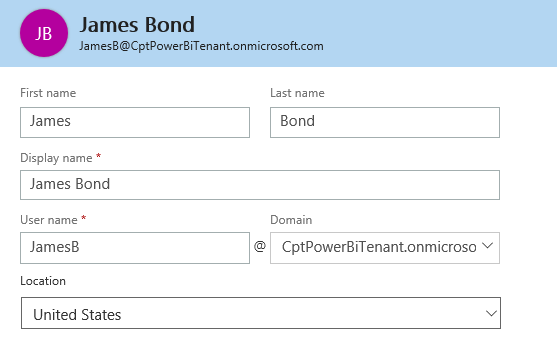 JB
James Bond
JamesB@CptPowerBiTenant.onmicrosoft.com
First name
Last name
James
Bond
Display name *
James Bond
User name *
Domain
JamesB
@
CptPowerBiTenant.onmicroso
Location
United States